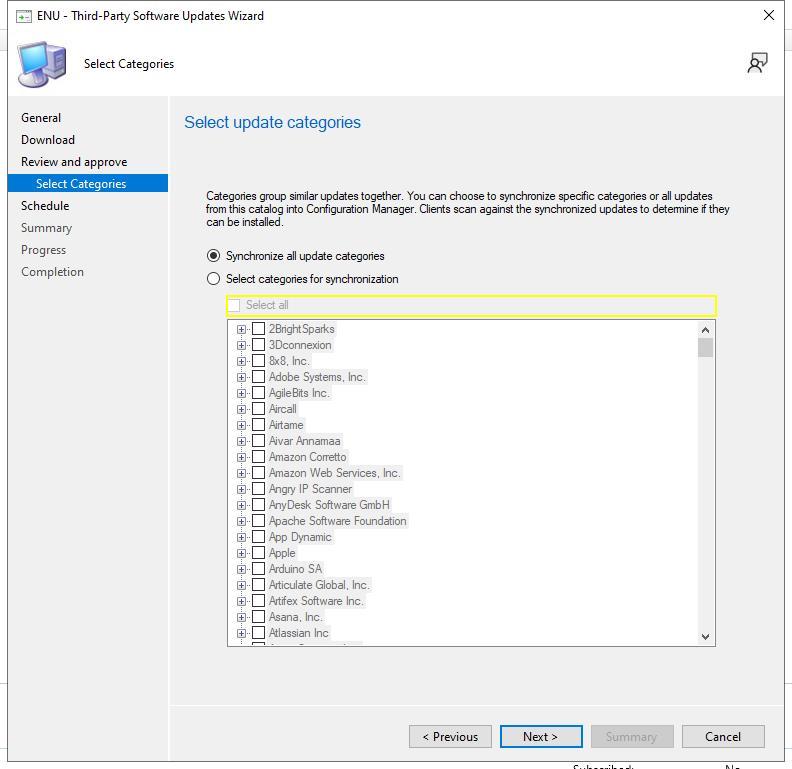 ENU - Third-Party Software Updates Wizard
Select Categories
General
Download
Review and approve
Select Categories
Schedule
Summary
Progress
Completion
Select update categories
Categories group similar updates together. You can choose to synchronize specific categories or all updates
from this catalog into Configuration Manager. Clients scan against the synchronized updates to determine if they
can be installed.
Synchronize all update categories
Select categories for synchronization
Select all
2BrightSparks
3Dconnexion
8x8, Inc.
Adobe Systems, Inc.
AgileBits Inc.
Aircall
Airtame
Aivar Annamaa
Amazon Corretto
Amazon Web Services, Inc.
Angry IP Scanner
AnyDesk Software GmbH
Apache Software Foundation
App Dynamic
Apple
Arduino SA
Articulate Global, Inc.
Artifex Software Inc.
Asana, Inc.
Atlassian Inc
< Previous
Next >
Summary
Cancel